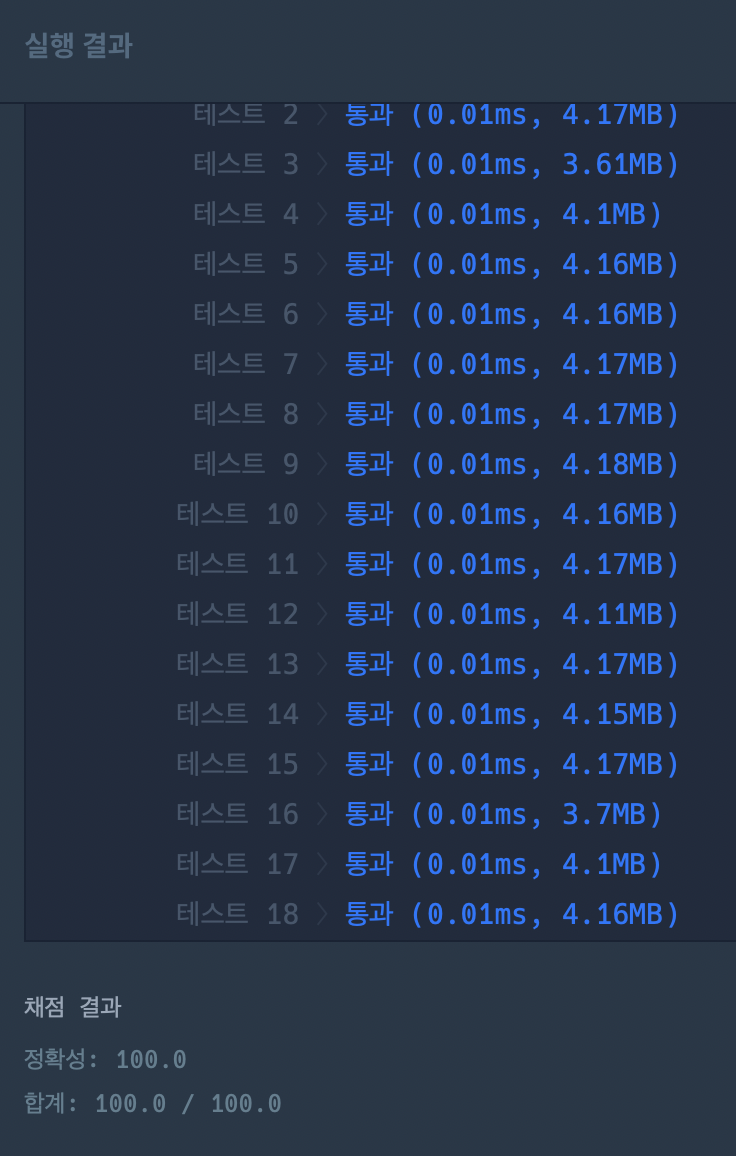 실행 결과
테스트 2 〉 통과 (0.01ms, 4.17MB)
테스트 3 〉 통과 (0.01ms, 3.61MB)
테스트 4 〉 통과 (0.01ms, 4.1MB)
테스트 5 〉 통과 (0.01ms, 4.16MB)
테스트 6 〉 통과 (0.01ms, 4.16MB)
테스트 7 〉 통과 (0.01ms, 4.17MB)
테스트 8 〉 통과 (0.01ms, 4.17MB)
테스트 9 〉 통과 (0.01ms, 4.18MB)
테스트 10 〉 통과 (0.01ms, 4.16MB)
테스트 11 〉 통과 (0.01ms, 4.17MB)
테스트 12 〉 통과 (0.01ms, 4.11MB)
테스트 13 〉 통과 (0.01ms, 4.17MB)
테스트 14 〉 통과 (0.01ms, 4.15MB)
테스트 15 〉 통과 (0.01ms, 4.17MB)
테스트 16 〉 통과 (0.01ms, 3.7MB)
테스트 17 〉 통과 (0.01ms, 4.1MB)
테스트 18 〉 통과 (0.01ms, 4.16MB)
채점 결과
정확성: 100.0
합계: 100.0 / 100.0